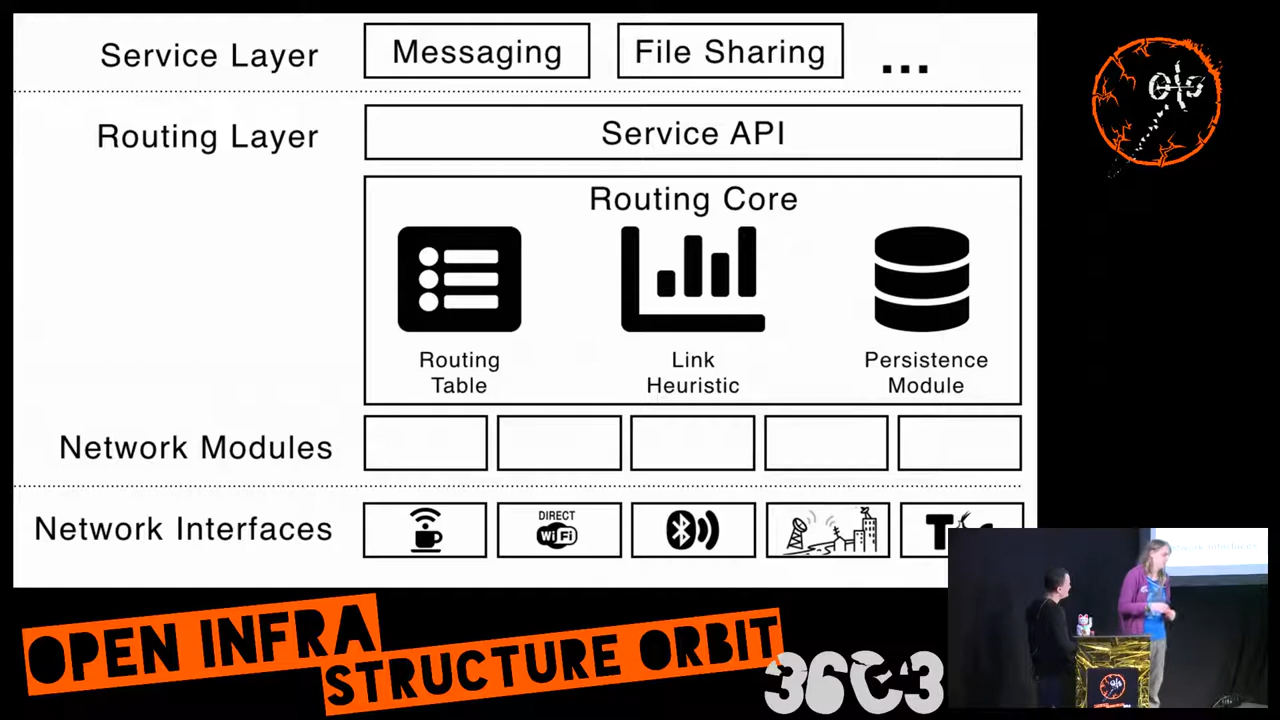 Service Layer
Messaging
File Sharing
...
Routing Layer
Service API
Routing Core
Routing
Table
Link
Heuristic
Persistence
Module
Network Modules
Network Interfaces
DIRECT
WiFi
OPEN INFRA
STRUCTURE ORBIT
36C3